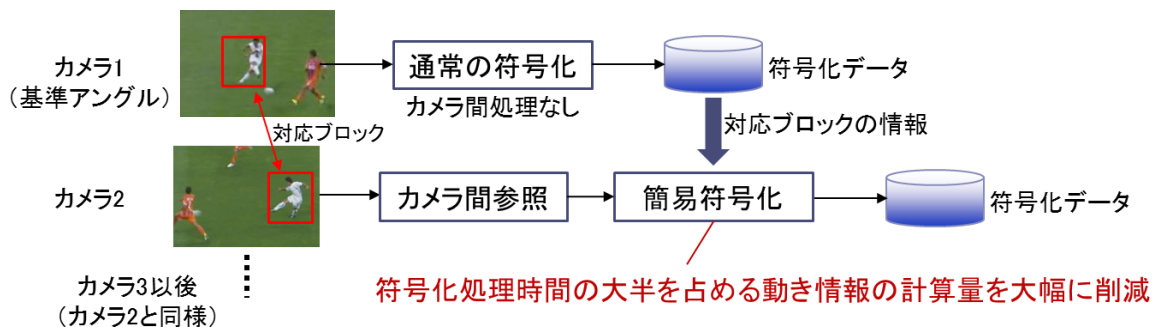 カメラ1
（基準アングル）
通常の符号化
カメラ間処理なし
符号化データ
対応ブロック
対応ブロックの情報
カメラ2
カメラ間参照
簡易符号化
符号化データ
カメラ3以後
（カメラ2と同様）
符号化処理時間の大半を占める動き情報の計算量を大幅に削減